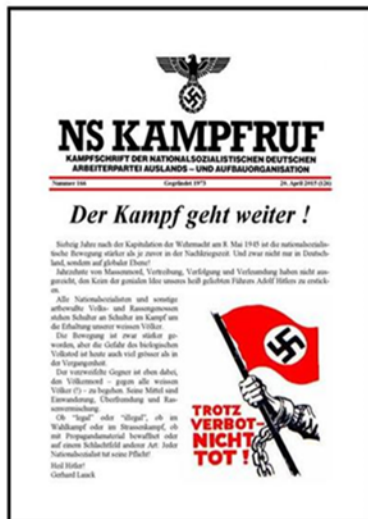 NS KAMPFRUF
KAMPFSCHRIFT DER NATIONALSOZIALISTISCHEN DEUTSCHEN
ARBEITERPARTEI AUSLANDS – UND AUFBAUORGANISATION
Nummer 166 Gegründet 1973 20. April 2015 (126)
Der Kampf geht weiter !
Siebzig Jahre nach der Kapitulation der Wehrmacht am 8. Mai 1945 ist die nationalsozialis-
tische Bewegung stärker als je zuvor in der Nachkriegszeit. Und zwar nicht nur in Deutsch-
land, sondern auf globaler Ebene!
Jahrzehnte von Massenmord, Vertreibung, Verfolgung und Verleumdung haben nicht aus-
gereicht, den Keim der genialen Idee unseres heiß geliebten Führers Adolf Hitlers zu erstick-
en.
Alle Nationalsozialisten und sonstige
artbewußte Volks- und Rassengenossen
stehen Schulter an Schulter im Kampf um
die Erhaltung unserer weissen Völker.
Die Bewegung ist zwar stärker ge-
worden, aber die Gefahr des biologischen
Volkstod ist heute auch viel grösser als in
der Vergangenheit.
Der verzweifelte Gegner ist eben dabei,
den Völkermord – gegen alle weissen
Völker (!) – zu begehen. Seine Mittel sind
Einwanderung, Überfremdung und Ras-
senvermischung.
Ob "legal" oder "illegal", ob im
Wahlkampf oder im Strassenkampf, ob
mit Propagandamaterial bewaffnet oder
auf einem Schlachtfeld anderer Art: Jeder
Nationalsozialist tut seine Pflicht!
Heil Hitler!
Gerhard Lauck
TROTZ
VERBOT–
NICHT
TOT !